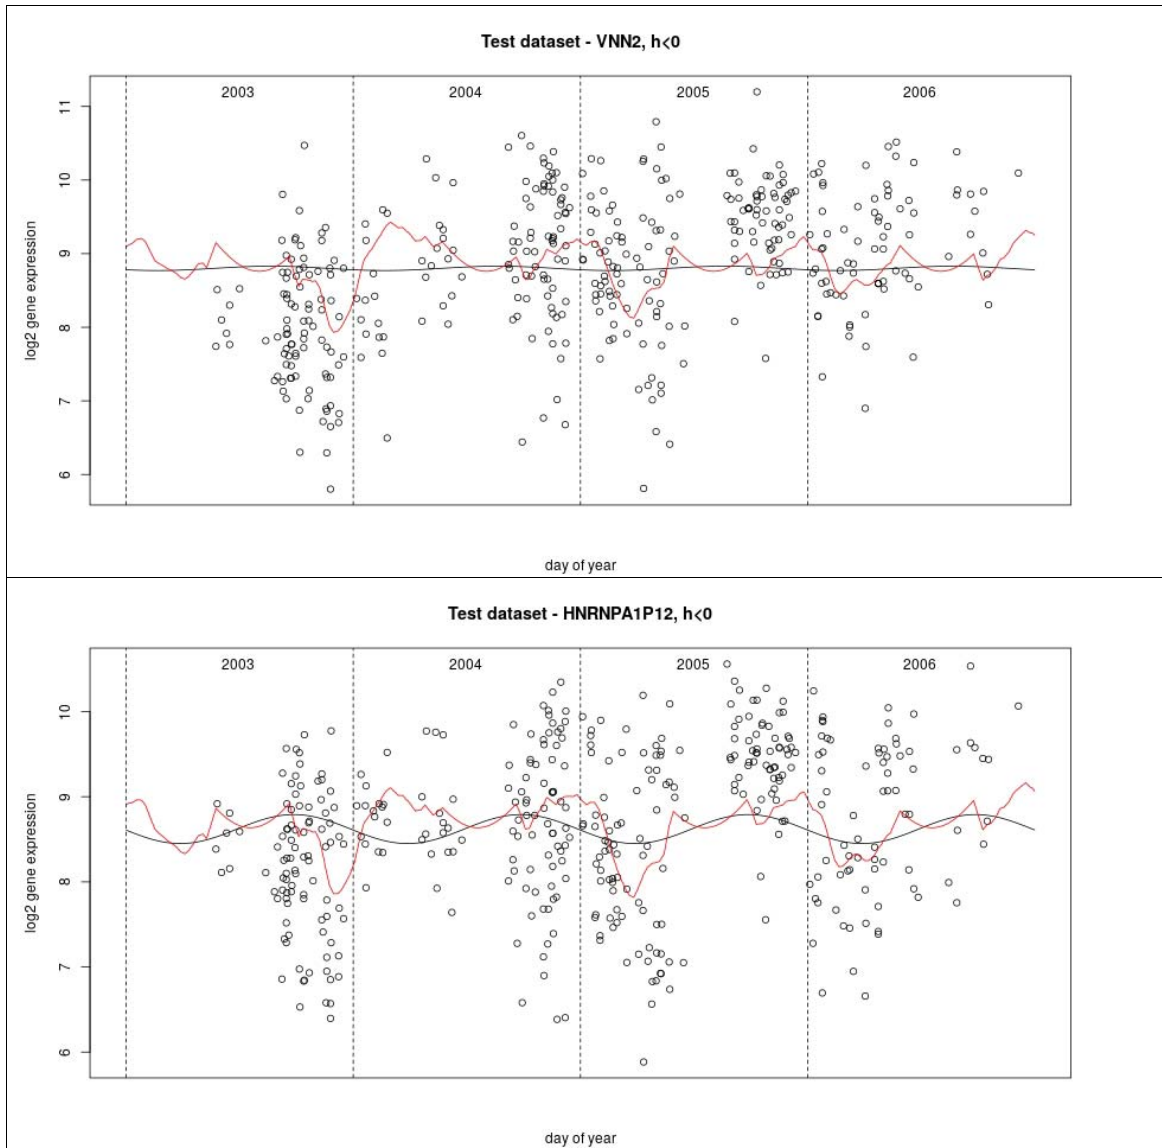 Test dataset - VNN2, h<0
2003 2004 2005 2006
11
10
9
8
7
6
log2 gene expression
day of year
Test dataset - HNRNPA1P12, h<0
2003 2004 2005 2006
10
9
8
7
6
log2 gene expression
day of year